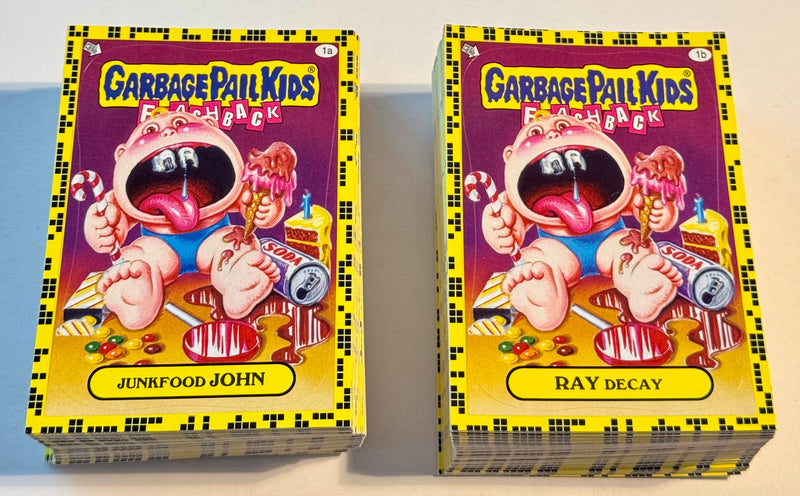 1a
GARBAGE PAIL KIDS®
FLASHBACK
SODA
JUNKFOOD JOHN
1b
GARBAGE PAIL KIDS®
FLASHBACK
SODA
RAY DECAY